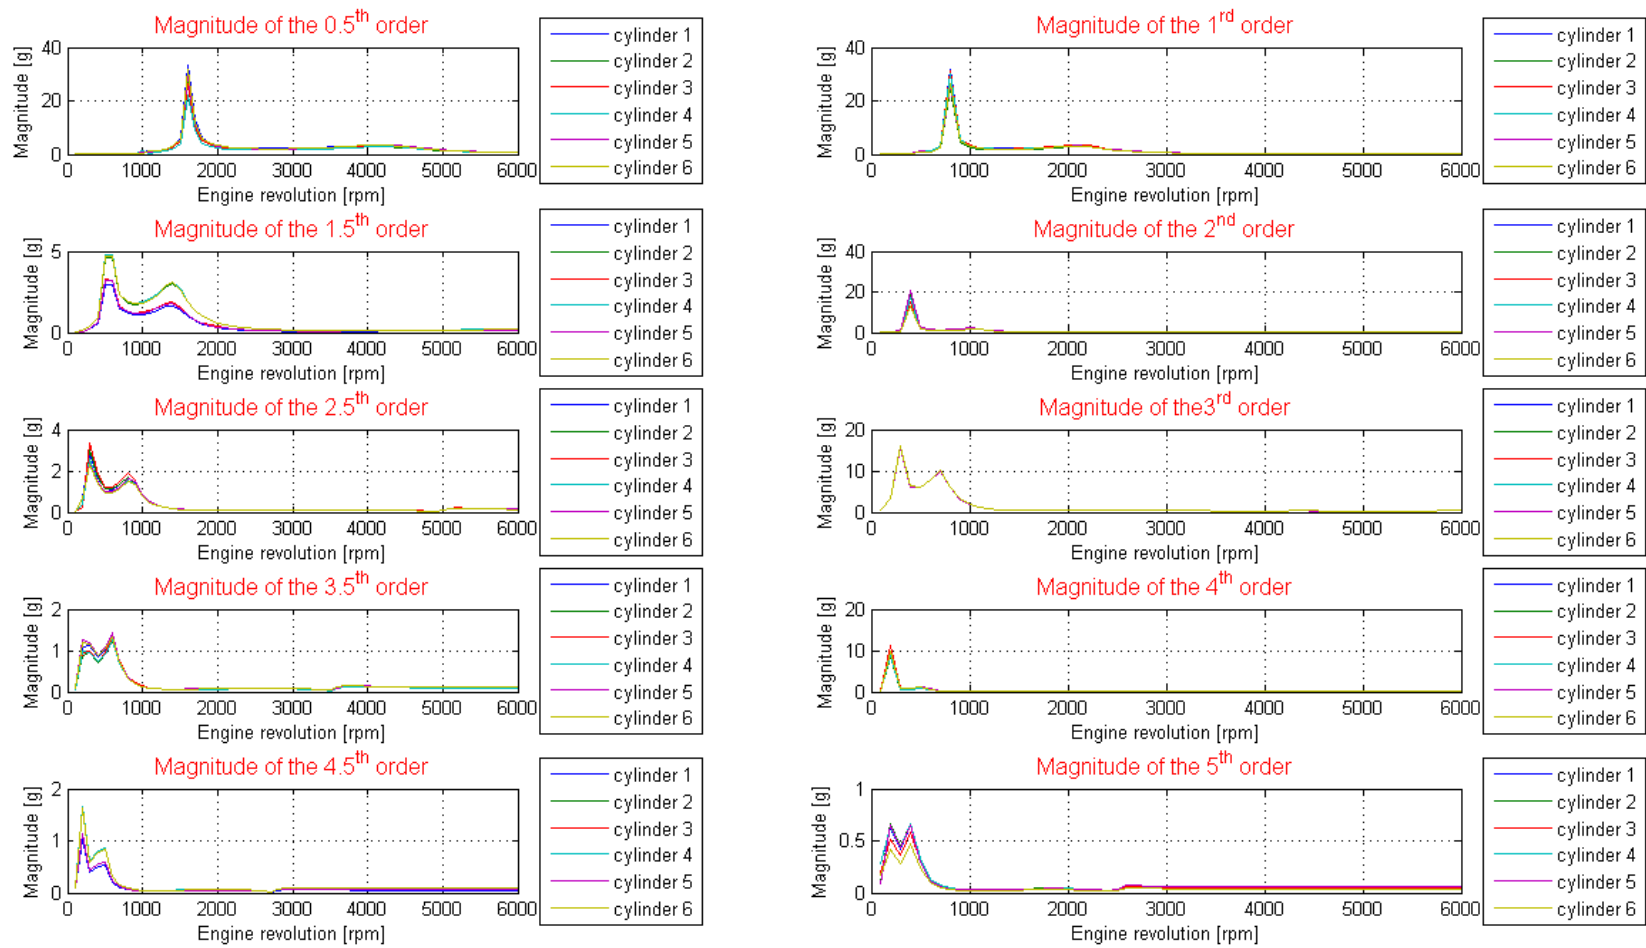 Magnitude of the 0.5th order
Magnitude [g]
40
20
0
0 1000 2000 3000 4000 5000 6000
Engine revolution [rpm]
cylinder 1
cylinder 2
cylinder 3
cylinder 4
cylinder 5
cylinder 6
Magnitude of the 1rd order
Magnitude [g]
40
20
0
0 1000 2000 3000 4000 5000 6000
Engine revolution [rpm]
cylinder 1
cylinder 2
cylinder 3
cylinder 4
cylinder 5
cylinder 6
Magnitude of the 1.5th order
Magnitude [g]
5
0
0 1000 2000 3000 4000 5000 6000
Engine revolution [rpm]
cylinder 1
cylinder 2
cylinder 3
cylinder 4
cylinder 5
cylinder 6
Magnitude of the 2nd order
Magnitude [g]
40
20
0
0 1000 2000 3000 4000 5000 6000
Engine revolution [rpm]
cylinder 1
cylinder 2
cylinder 3
cylinder 4
cylinder 5
cylinder 6
Magnitude of the 2.5th order
Magnitude [g]
4
2
0
0 1000 2000 3000 4000 5000 6000
Engine revolution [rpm]
cylinder 1
cylinder 2
cylinder 3
cylinder 4
cylinder 5
cylinder 6
Magnitude of the3rd order
Magnitude [g]
20
10
0
0 1000 2000 3000 4000 5000 6000
Engine revolution [rpm]
cylinder 1
cylinder 2
cylinder 3
cylinder 4
cylinder 5
cylinder 6
Magnitude of the 3.5th order
Magnitude [g]
2
1
0
0 1000 2000 3000 4000 5000 6000
Engine revolution [rpm]
cylinder 1
cylinder 2
cylinder 3
cylinder 4
cylinder 5
cylinder 6
Magnitude of the 4th order
Magnitude [g]
20
10
0
0 1000 2000 3000 4000 5000 6000
Engine revolution [rpm]
cylinder 1
cylinder 2
cylinder 3
cylinder 4
cylinder 5
cylinder 6
Magnitude of the 4.5th order
Magnitude [g]
2
1
0
0 1000 2000 3000 4000 5000 6000
Engine revolution [rpm]
cylinder 1
cylinder 2
cylinder 3
cylinder 4
cylinder 5
cylinder 6
Magnitude of the 5th order
Magnitude [g]
1
0.5
0
0 1000 2000 3000 4000 5000 6000
Engine revolution [rpm]
cylinder 1
cylinder 2
cylinder 3
cylinder 4
cylinder 5
cylinder 6